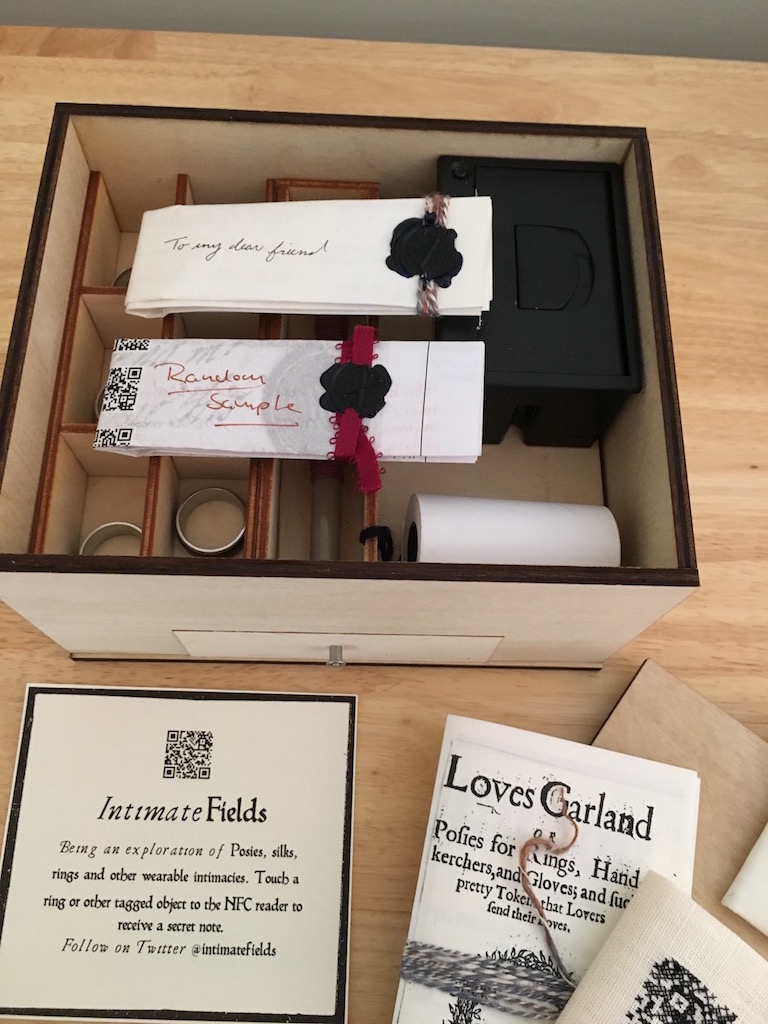 To my dear friend
Random
Sample
Intimate Fields
Being an exploration of Posies, silks,
rings and other wearable intimacies. Touch a
ring or other tagged object to the NFC reader to
receive a secret note.
Follow on Twitter @intimatefields
Loves Garland
OR
Poſies for Rings, Hand
kerchers, and Gloves; and ſuch
pretty Tokens that Lovers
ſend their Loves.